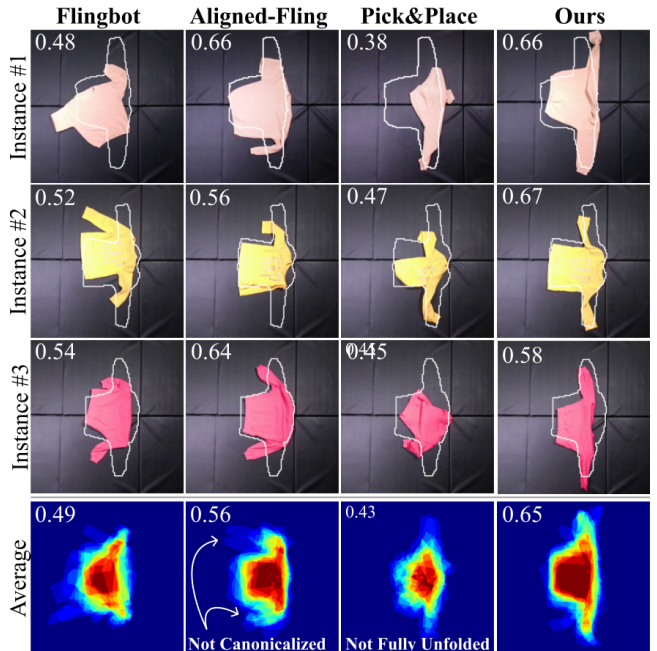 Flingbot Aligned-Fling Pick&Place Ours
Instance #1
0.48 0.66 0.38 0.66
Instance #2
0.52 0.56 0.47 0.67
Instance #3
0.54 0.64 0.58
Average
0.49 0.56 0.43 0.65
Not Canonicalized Not Fully Unfolded